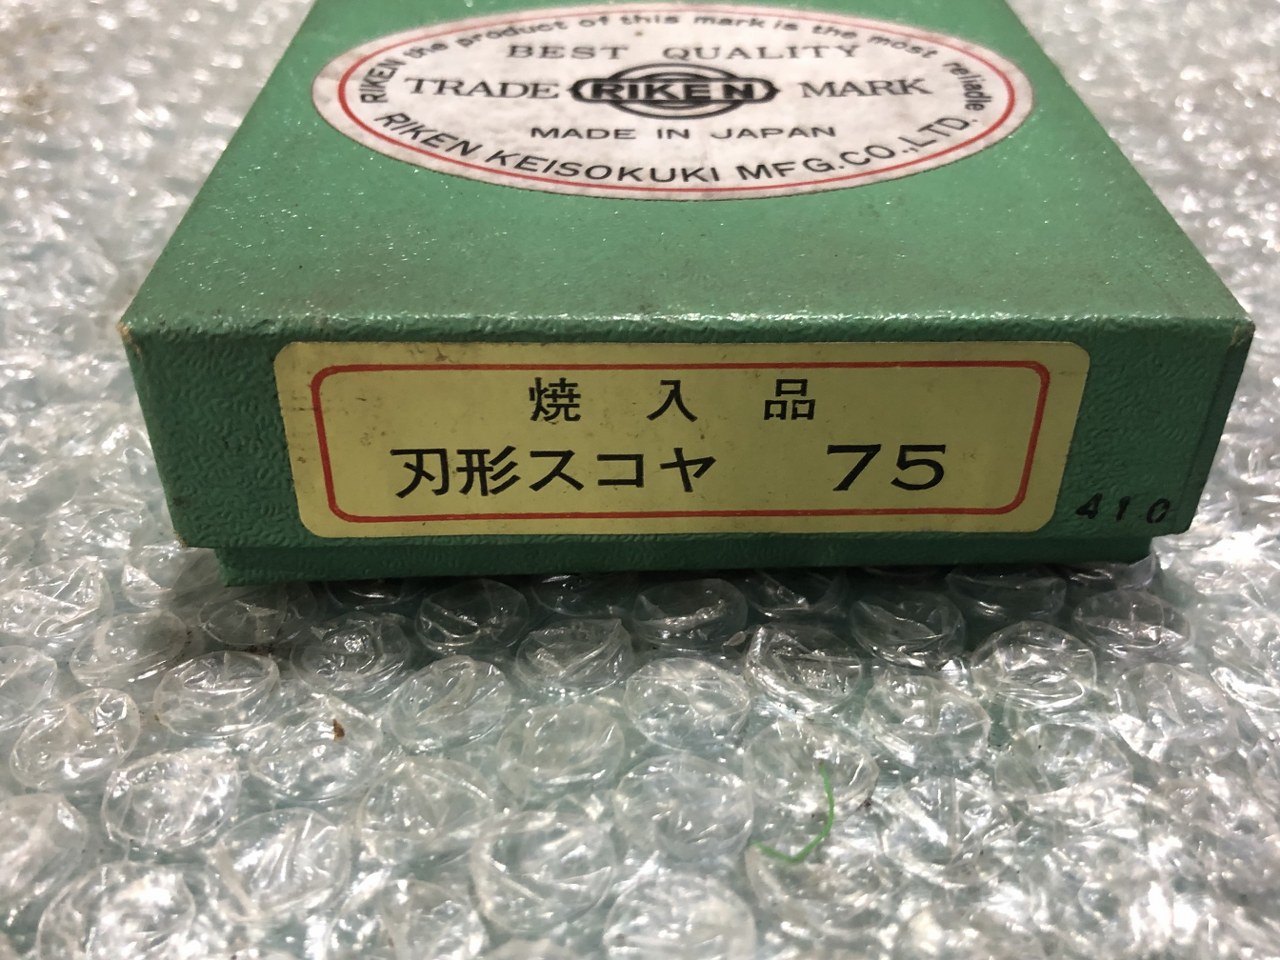 RIKEN the product of this mark is the most reliadle
BEST QUALITY
TRADE RIKEN MARK
MADE IN JAPAN
RIKEN KEISOKUKI MFG.CO.,LTD.
焼入品
刃形スコヤ 75
410